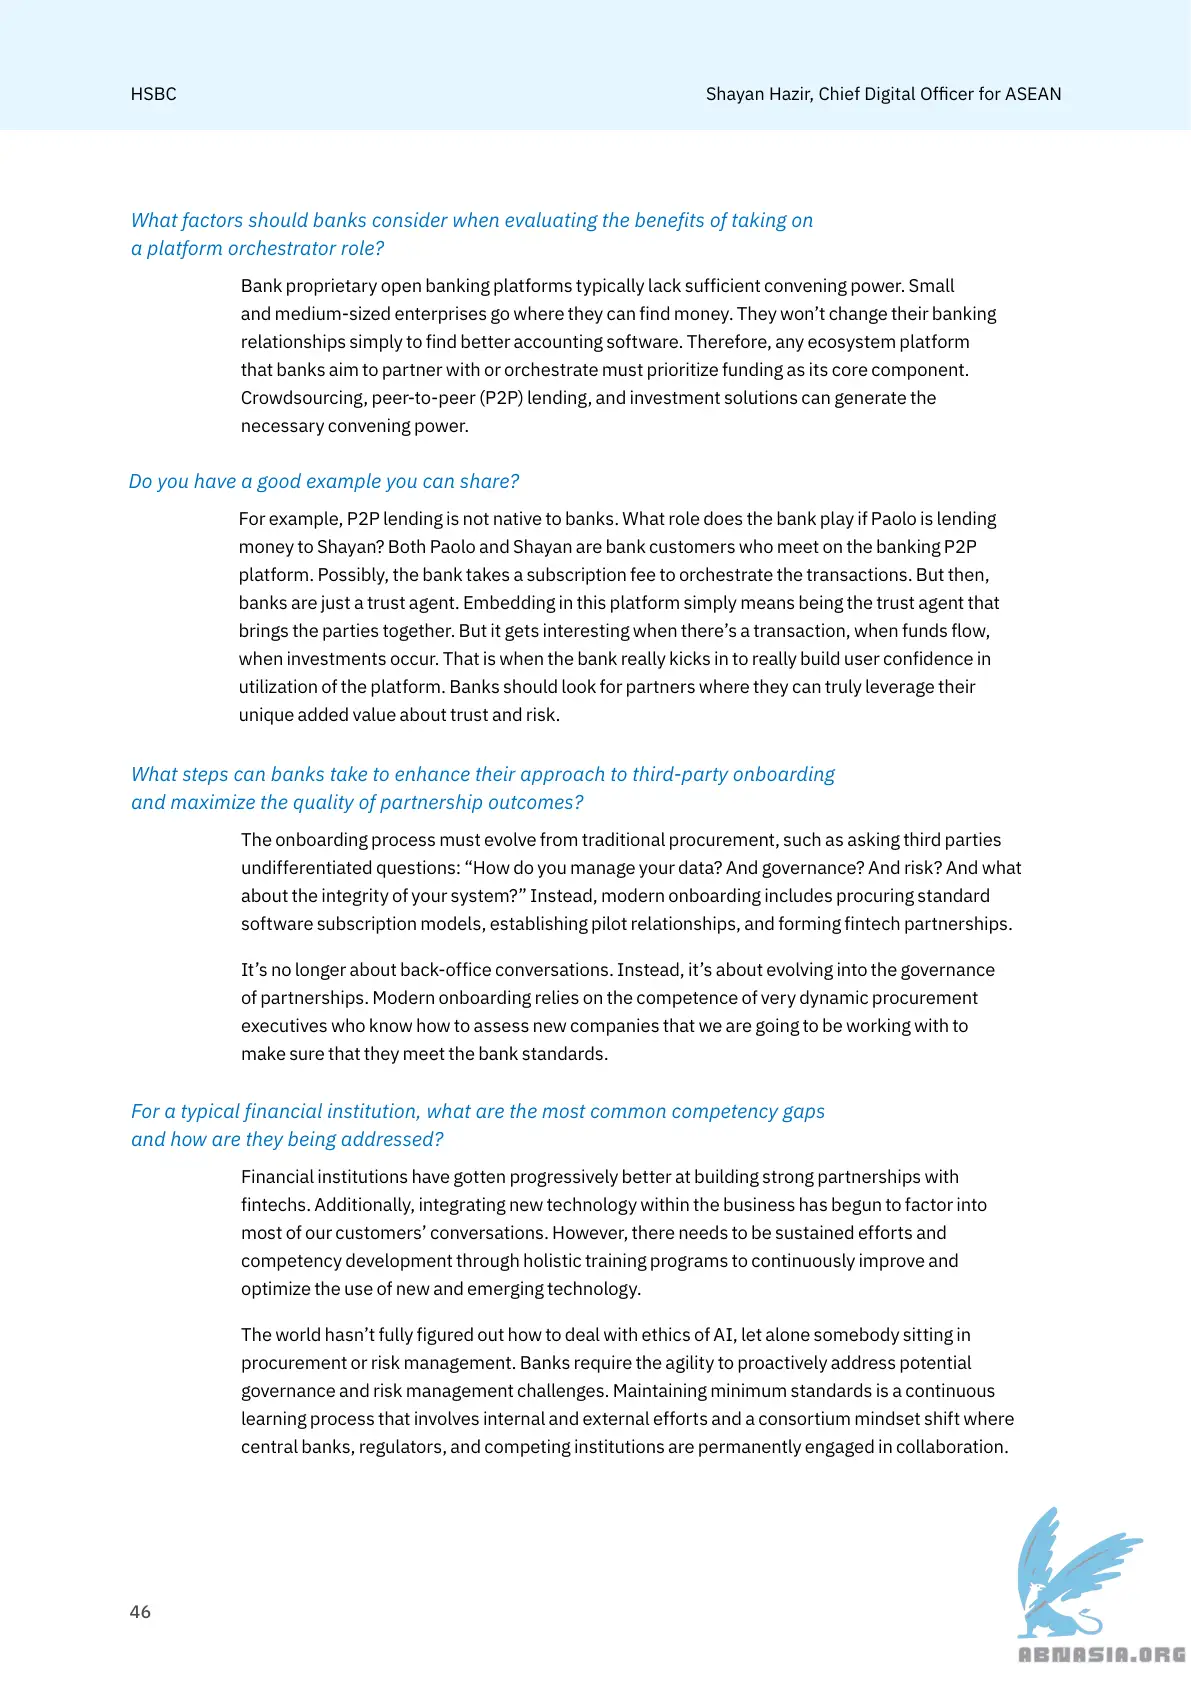 HSBC
Shayan Hazir, Chief Digital Officer for ASEAN
What factors should banks consider when evaluating the benefits of taking on
a platform orchestrator role?
Bank proprietary open banking platforms typically lack sufficient convening power. Small
and medium-sized enterprises go where they can find money. They won’t change their banking
relationships simply to find better accounting software. Therefore, any ecosystem platform
that banks aim to partner with or orchestrate must prioritize funding as its core component.
Crowdsourcing, peer-to-peer (P2P) lending, and investment solutions can generate the
necessary convening power.
Do you have a good example you can share?
For example, P2P lending is not native to banks. What role does the bank play if Paolo is lending
money to Shayan? Both Paolo and Shayan are bank customers who meet on the banking P2P
platform. Possibly, the bank takes a subscription fee to orchestrate the transactions. But then,
banks are just a trust agent. Embedding in this platform simply means being the trust agent that
brings the parties together. But it gets interesting when there’s a transaction, when funds flow,
when investments occur. That is when the bank really kicks in to really build user confidence in
utilization of the platform. Banks should look for partners where they can truly leverage their
unique added value about trust and risk.
What steps can banks take to enhance their approach to third-party onboarding
and maximize the quality of partnership outcomes?
The onboarding process must evolve from traditional procurement, such as asking third parties
undifferentiated questions: “How do you manage your data? And governance? And risk? And what
about the integrity of your system?” Instead, modern onboarding includes procuring standard
software subscription models, establishing pilot relationships, and forming fintech partnerships.
It’s no longer about back-office conversations. Instead, it’s about evolving into the governance
of partnerships. Modern onboarding relies on the competence of very dynamic procurement
executives who know how to assess new companies that we are going to be working with to
make sure that they meet the bank standards.
For a typical financial institution, what are the most common competency gaps
and how are they being addressed?
Financial institutions have gotten progressively better at building strong partnerships with
fintechs. Additionally, integrating new technology within the business has begun to factor into
most of our customers’ conversations. However, there needs to be sustained efforts and
competency development through holistic training programs to continuously improve and
optimize the use of new and emerging technology.
The world hasn’t fully figured out how to deal with ethics of AI, let alone somebody sitting in
procurement or risk management. Banks require the agility to proactively address potential
governance and risk management challenges. Maintaining minimum standards is a continuous
learning process that involves internal and external efforts and a consortium mindset shift where
central banks, regulators, and competing institutions are permanently engaged in collaboration.
46
ABNASIA.ORG